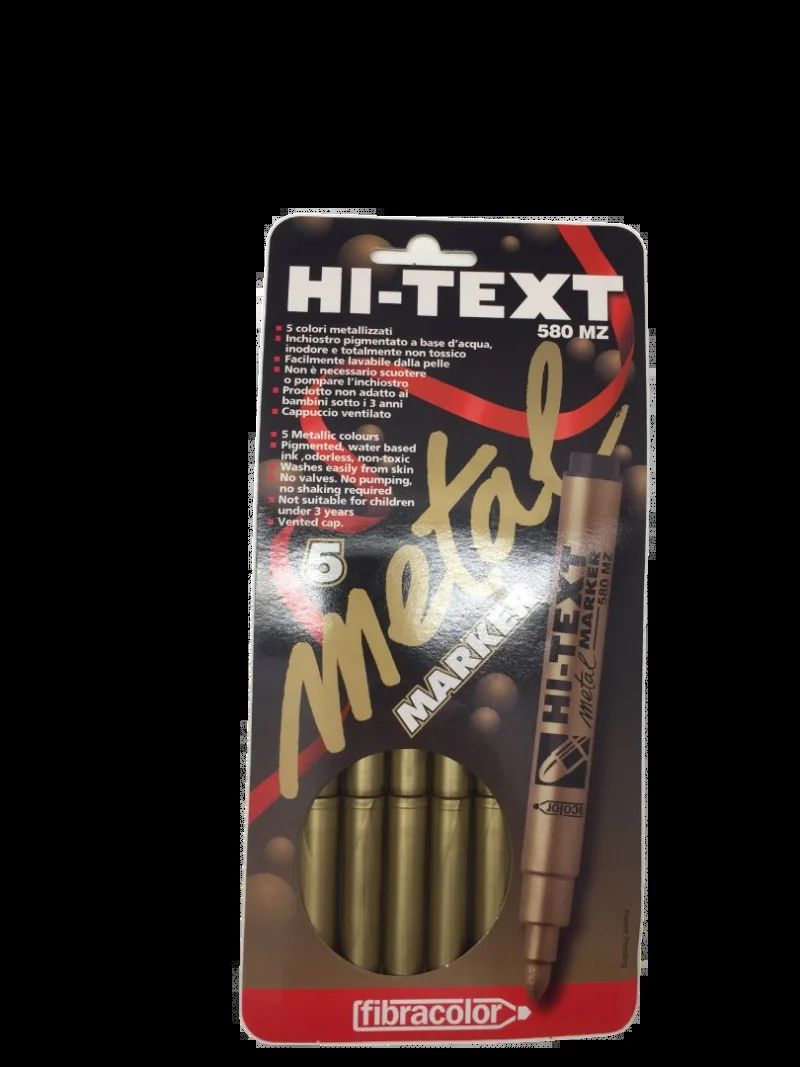 HI-TEXT
580 MZ
5 colori metallizzati
Inchiostro pigmentato a base d'acqua,
inodore e totalmente non tossico
Facilmente lavabile dalla pelle
Non è necessario scuotere
o pompare l'inchiostro
Prodotto non adatto ai
bambini sotto i 3 anni
Cappuccio ventilato
5 Metallic colours
Pigmented, water based
ink ,odorless, non-toxic
Washes easily from skin
No valves. No pumping,
no shaking required
Not suitable for children
under 3 years
Vented cap.
5
metal
MARKER
HI-TEXT
metal MARKER
580 MZ
icolor
Patent Pending
fibracolor